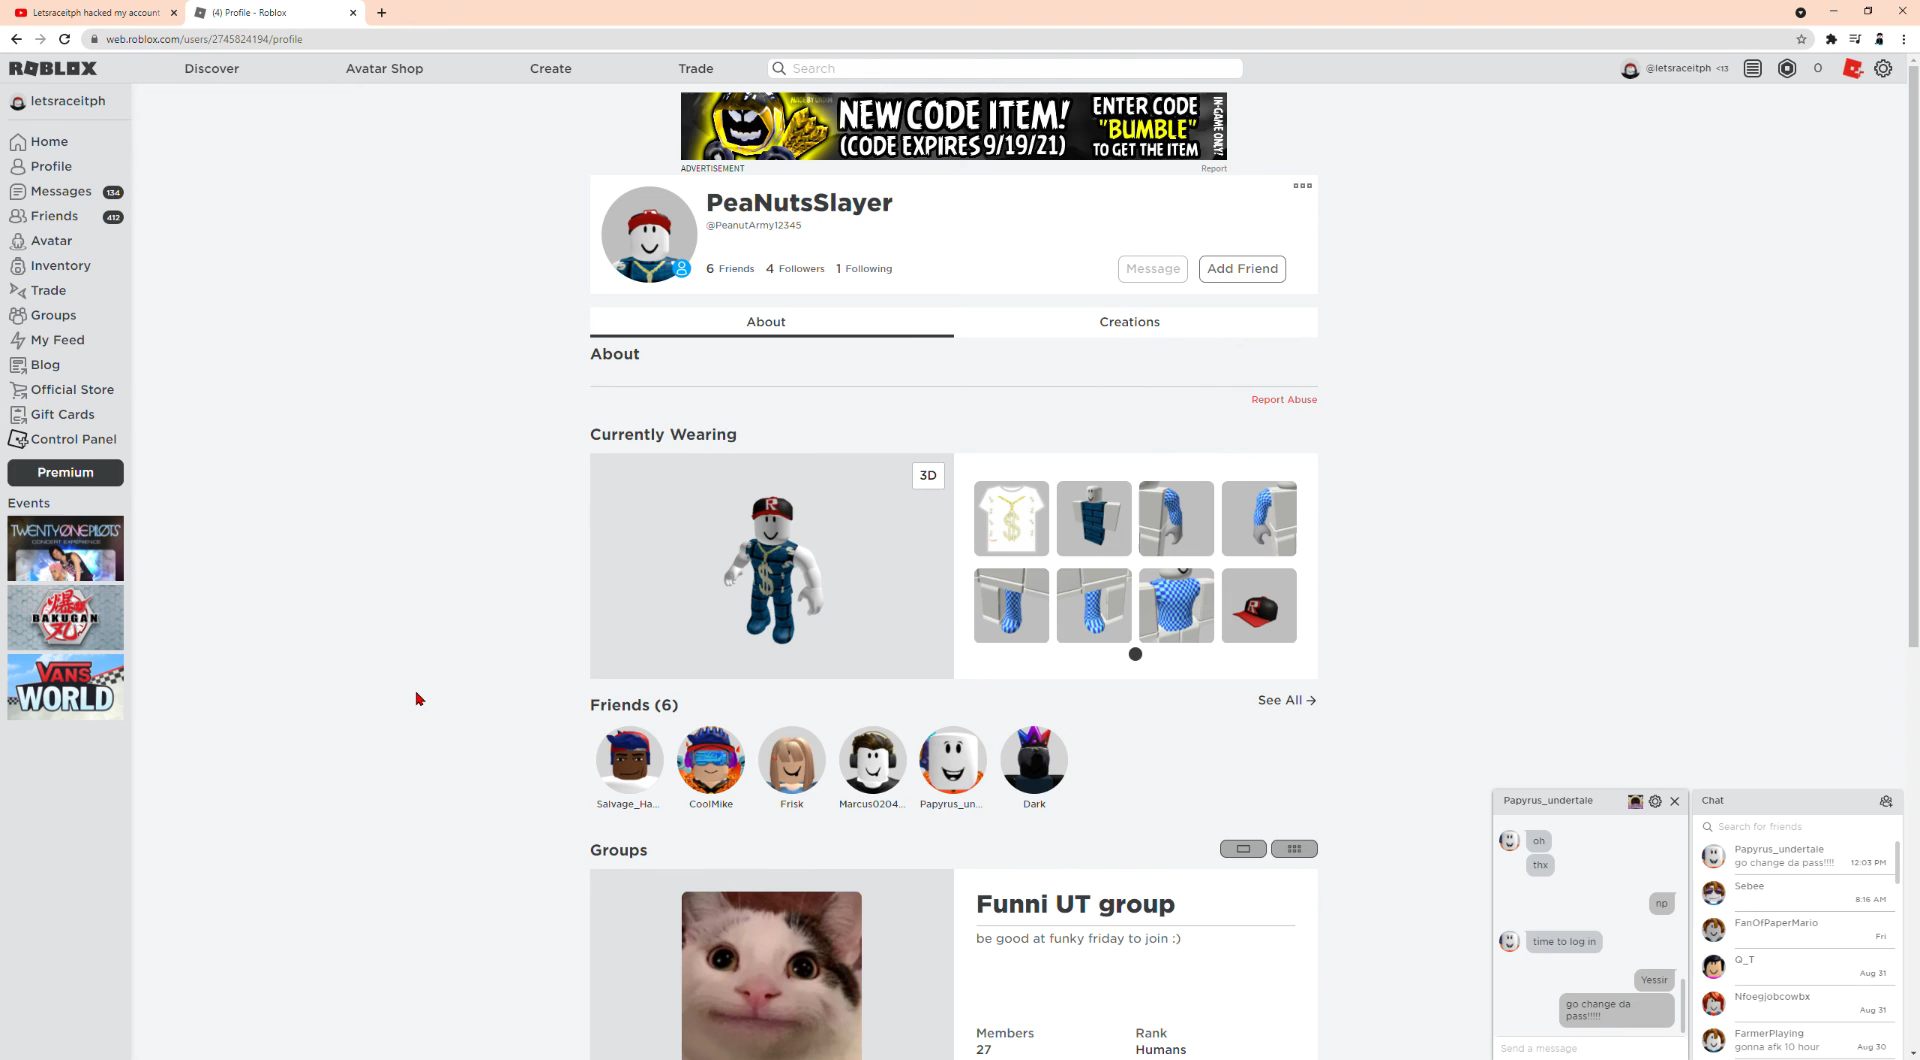 Letsraceitph hacked my account
(4) Profile - Roblox
web.roblox.com/users/2745824194/profile
ROBLOX
Discover
Avatar Shop
Create
Trade
Search
@letsraceitph <13
0
letsraceitph
Home
Profile
Messages 134
Friends 412
Avatar
Inventory
Trade
Groups
My Feed
Blog
Official Store
Gift Cards
Control Panel
Premium
Events
TWENTY ONE PILOTS
CONCERT EXPERIENCE
BAKUGAN
VANS
WORLD
NEW CODE ITEM!
(CODE EXPIRES 9/19/21)
ENTER CODE
"BUMBLE"
TO GET THE ITEM
IN-GAME ONLY!
ADVERTISEMENT
Report
PeaNutsSlayer
@PeanutArmy12345
6 Friends 4 Followers 1 Following
Message
Add Friend
About
Creations
About
Report Abuse
Currently Wearing
3D
Friends (6)
See All
Salvage_Ha...
CoolMike
Frisk
Marcus0204...
Papyrus_un...
Dark
Groups
Funni UT group
be good at funky friday to join :)
Members
27
Rank
Humans
Papyrus_undertale
oh
thx
np
time to log in
Yessir
go change da
pass!!!!!
Send a message
Chat
Search for friends
Papyrus_undertale
go change da pass!!!!! 12:03 PM
Sebee
8:16 AM
FanOfPaperMario
Fri
Q_T
Aug 31
Nfoegjobcowbx
Aug 31
FarmerPlaying
gonna afk 10 hour Aug 30